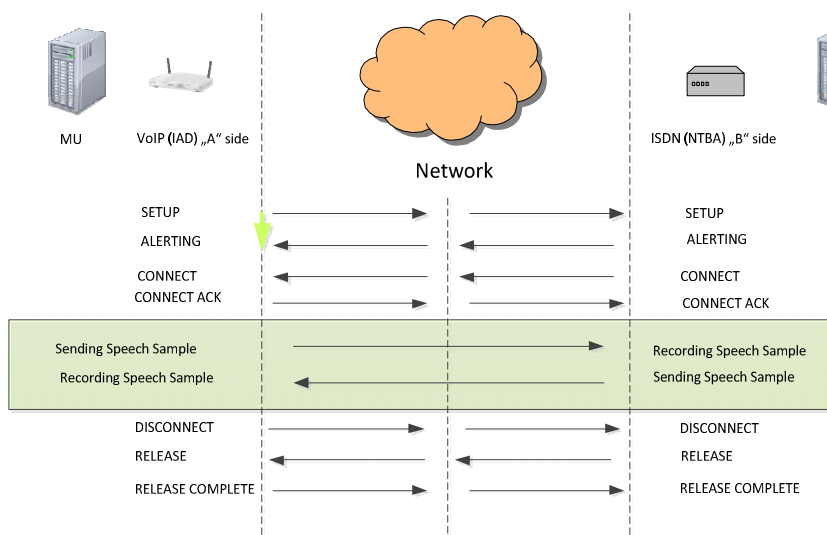 MU
VoIP (IAD) „A“ side
ISDN (NTBA) „B“ side
Network
SETUP
SETUP
ALERTING
ALERTING
CONNECT
CONNECT
CONNECT ACK
CONNECT ACK
Sending Speech Sample
Recording Speech Sample
Recording Speech Sample
Sending Speech Sample
DISCONNECT
DISCONNECT
RELEASE
RELEASE
RELEASE COMPLETE
RELEASE COMPLETE